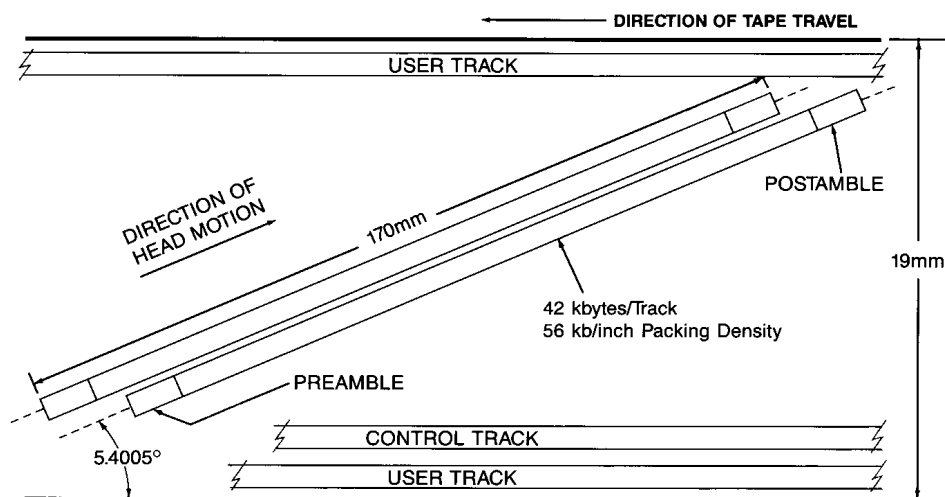 DIRECTION OF TAPE TRAVEL
USER TRACK
POSTAMBLE
DIRECTION OF
HEAD MOTION
170mm
19mm
42 kbytes/Track
56 kb/inch Packing Density
PREAMBLE
CONTROL TRACK
5.4005°
USER TRACK